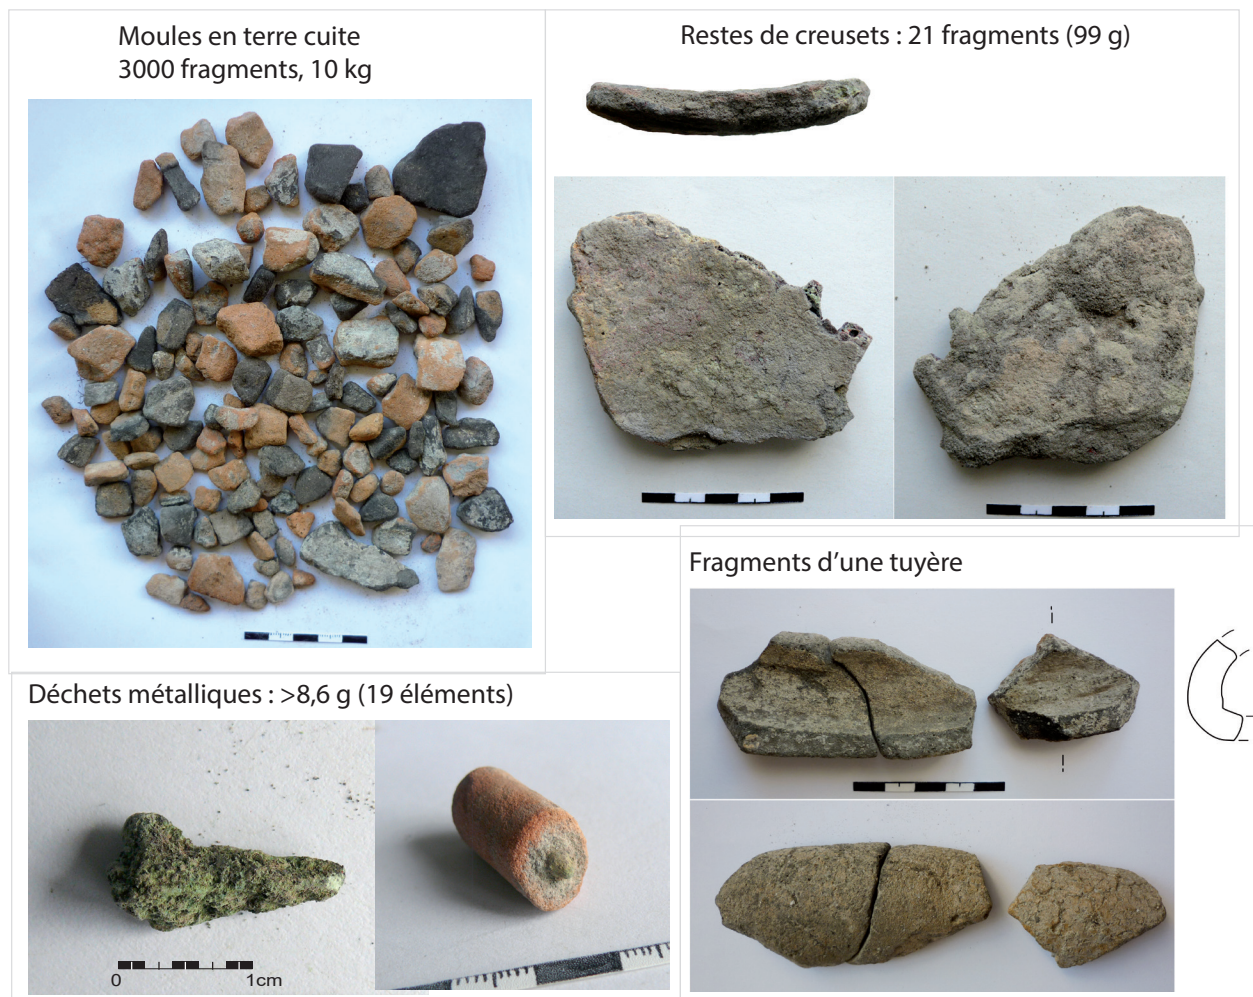 Moules en terre cuite
3000 fragments, 10 kg
Restes de creusets : 21 fragments (99 g)
Fragments d'une tuyère
Déchets métalliques : >8,6 g (19 éléments)
0 1cm